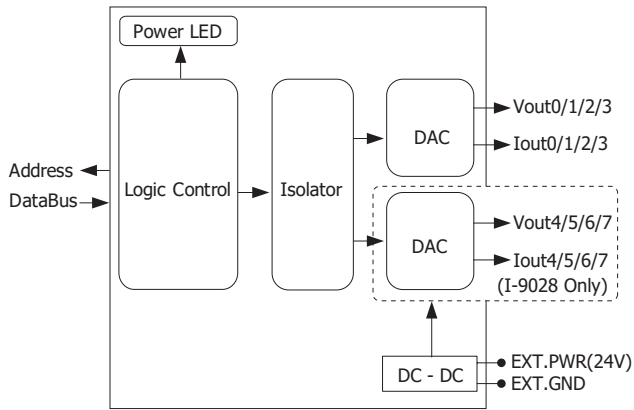 Power LED
Address
DataBus
Logic Control
Isolator
DAC
Vout0/1/2/3
Iout0/1/2/3
DAC
Vout4/5/6/7
Iout4/5/6/7
(I-9028 Only)
DC - DC
EXT.PWR(24V)
EXT.GND